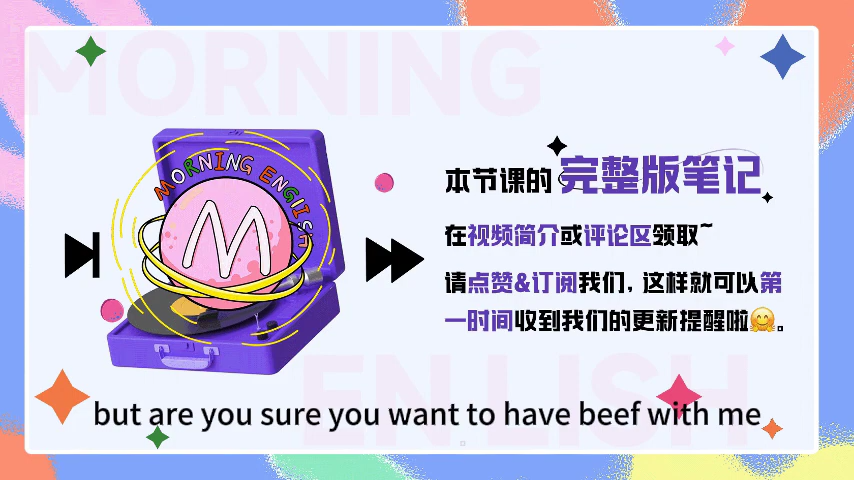 MORNING
MORNING ENGLISH
M
本节课的 完整版笔记
在视频简介或评论区领取~
请点赞&订阅我们, 这样就可以第
一时间收到我们的更新提醒啦🤗。
EN LISH
but are you sure you want to have beef with me